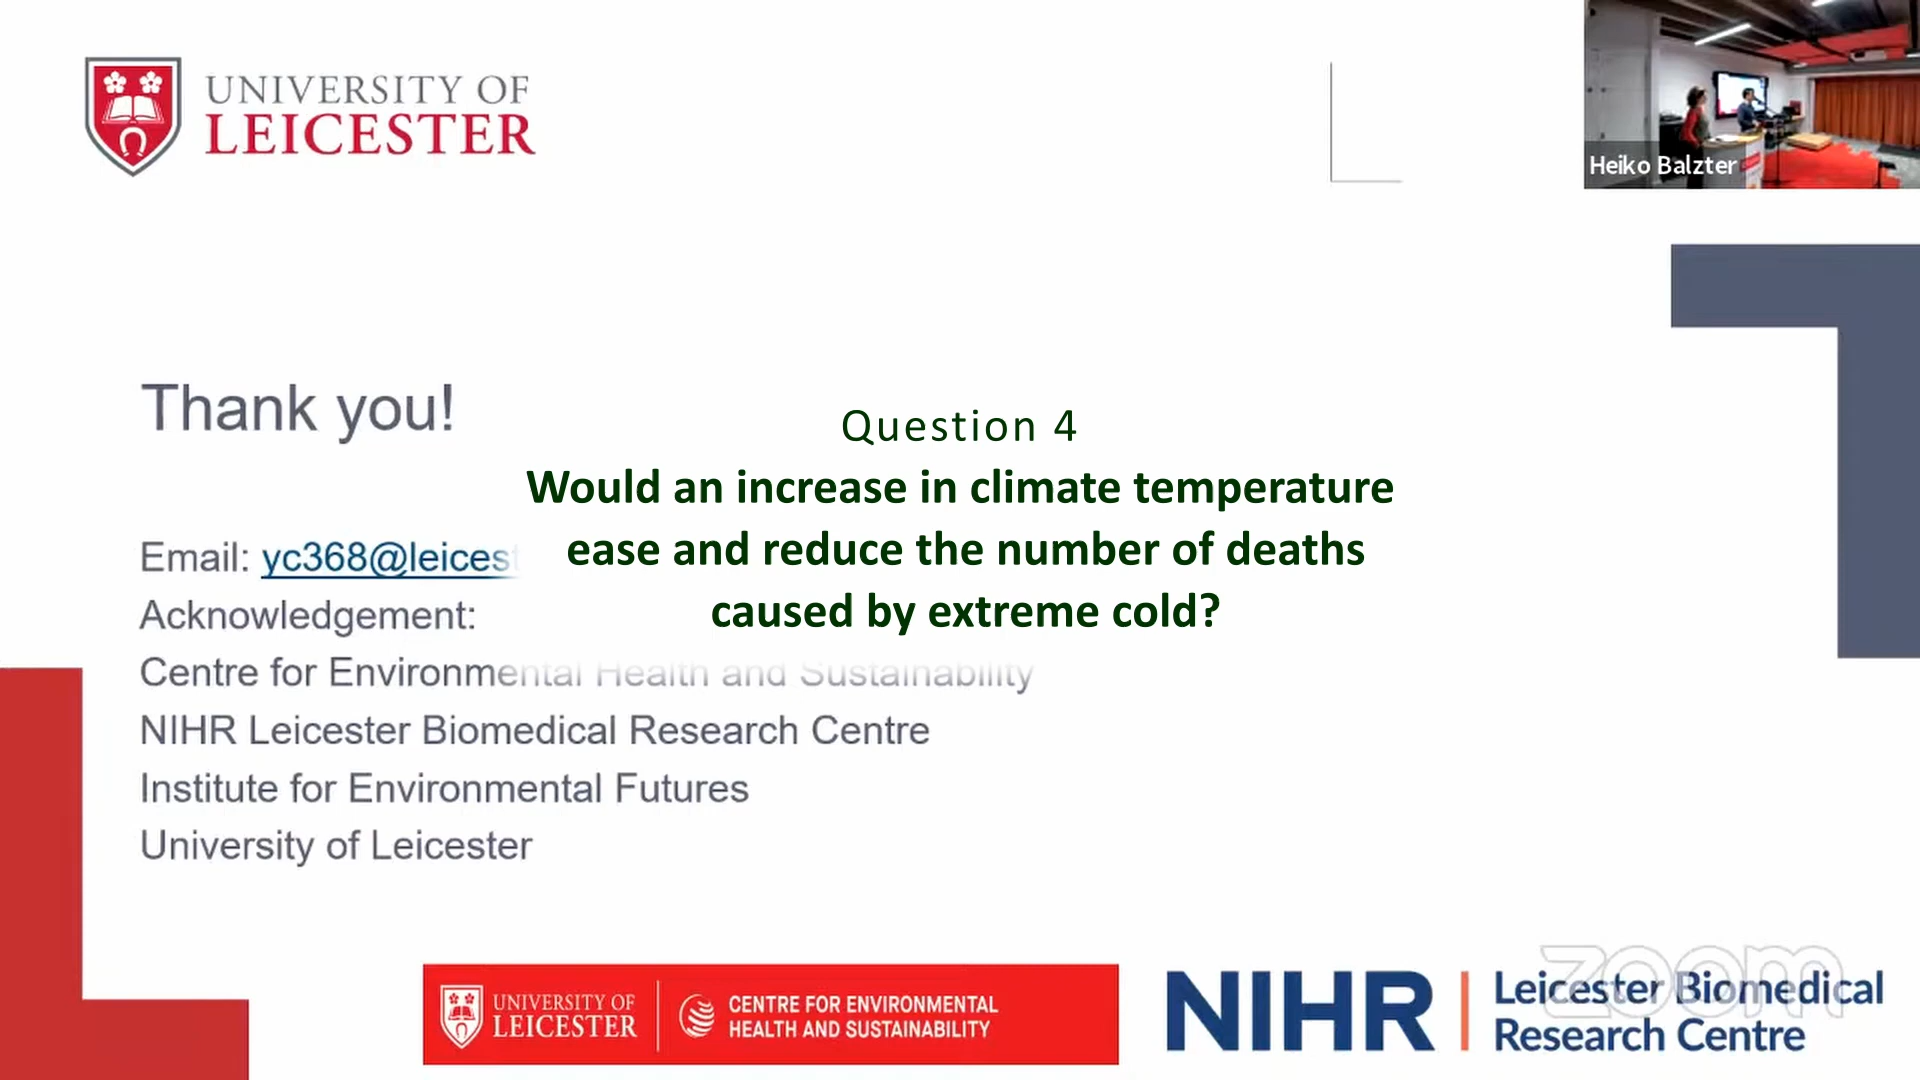 UNIVERSITY OF
LEICESTER
Heiko Balzter
Thank you!
Question 4
Would an increase in climate temperature
ease and reduce the number of deaths
caused by extreme cold?
Email: yc368@leicest
Acknowledgement:
Centre for Environmental Health and Sustainability
NIHR Leicester Biomedical Research Centre
Institute for Environmental Futures
University of Leicester
UNIVERSITY OF
LEICESTER
CENTRE FOR ENVIRONMENTAL
HEALTH AND SUSTAINABILITY
NIHR
Leicester Biomedical
Research Centre
zoom